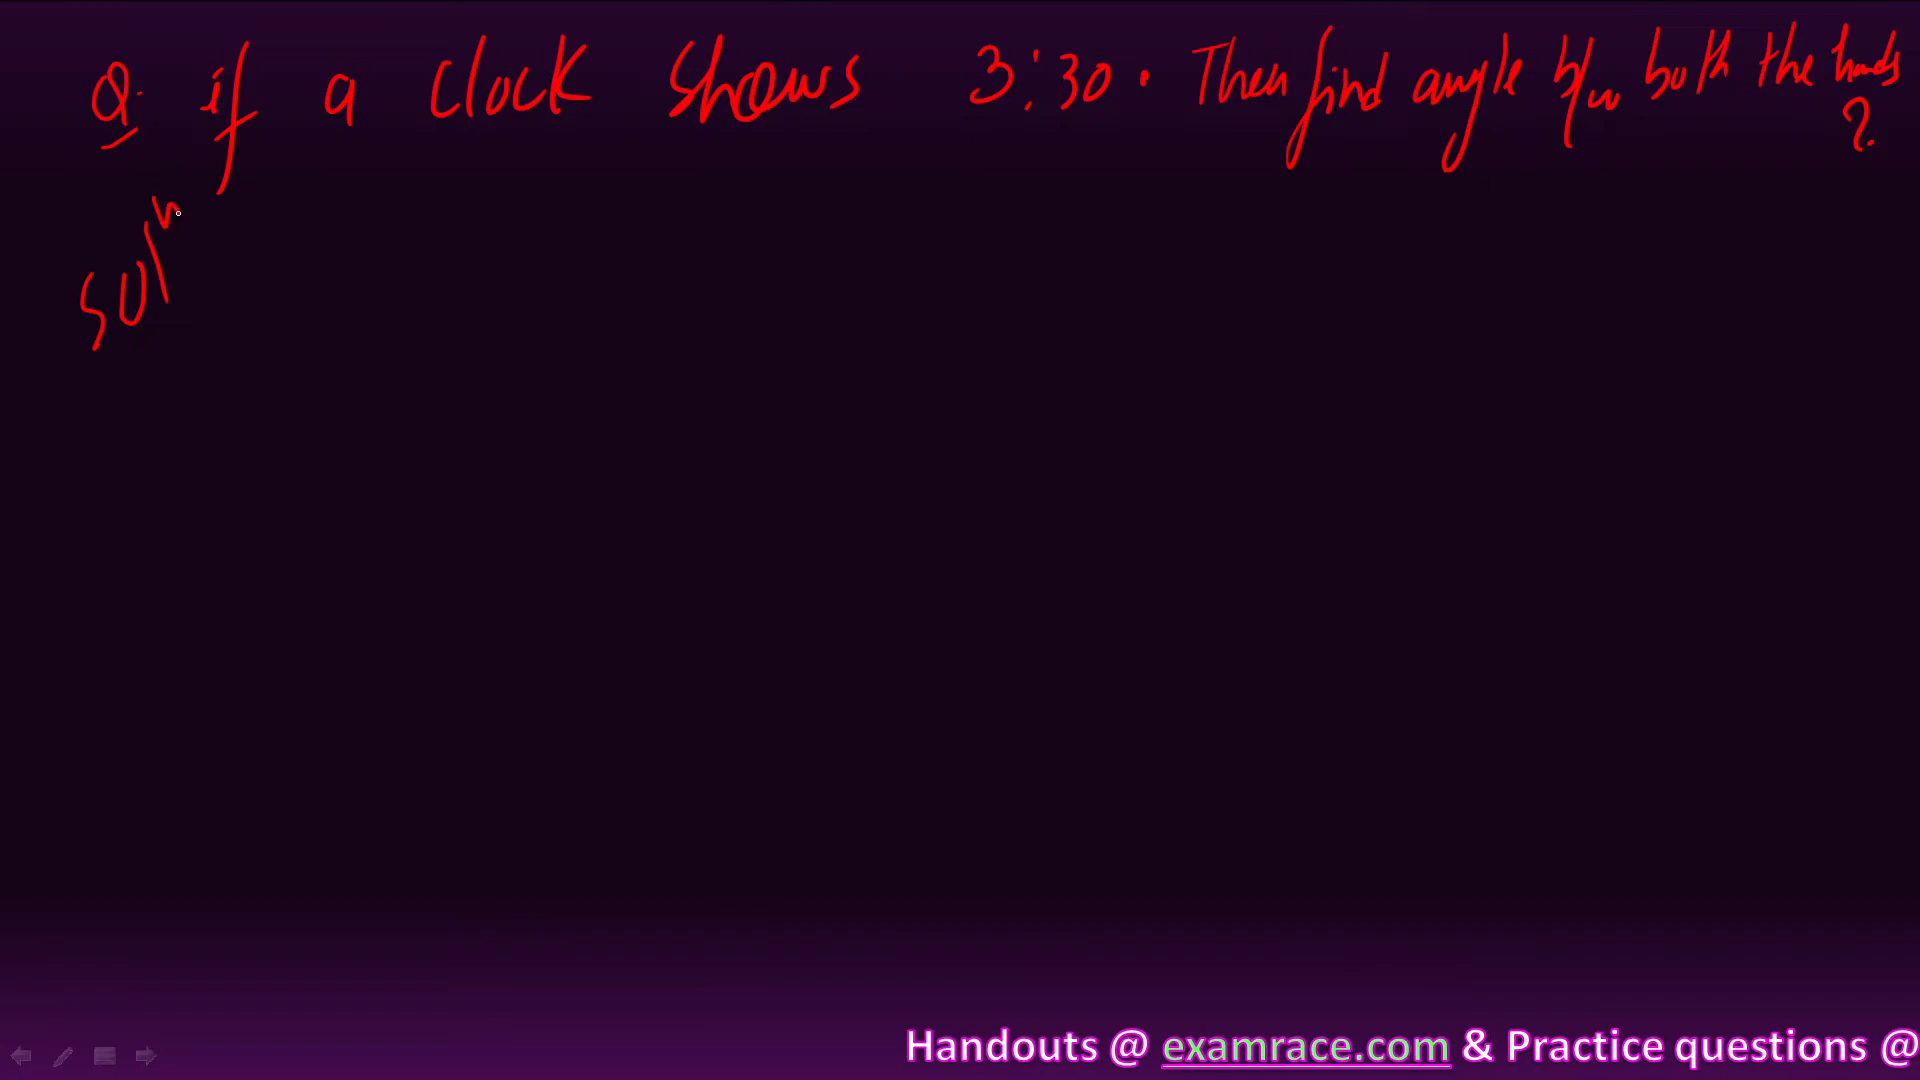 Q. if a clock shows 3:30. Then find angle b/w both the hands ?
Solⁿ
Handouts @ examrace.com & Practice questions @